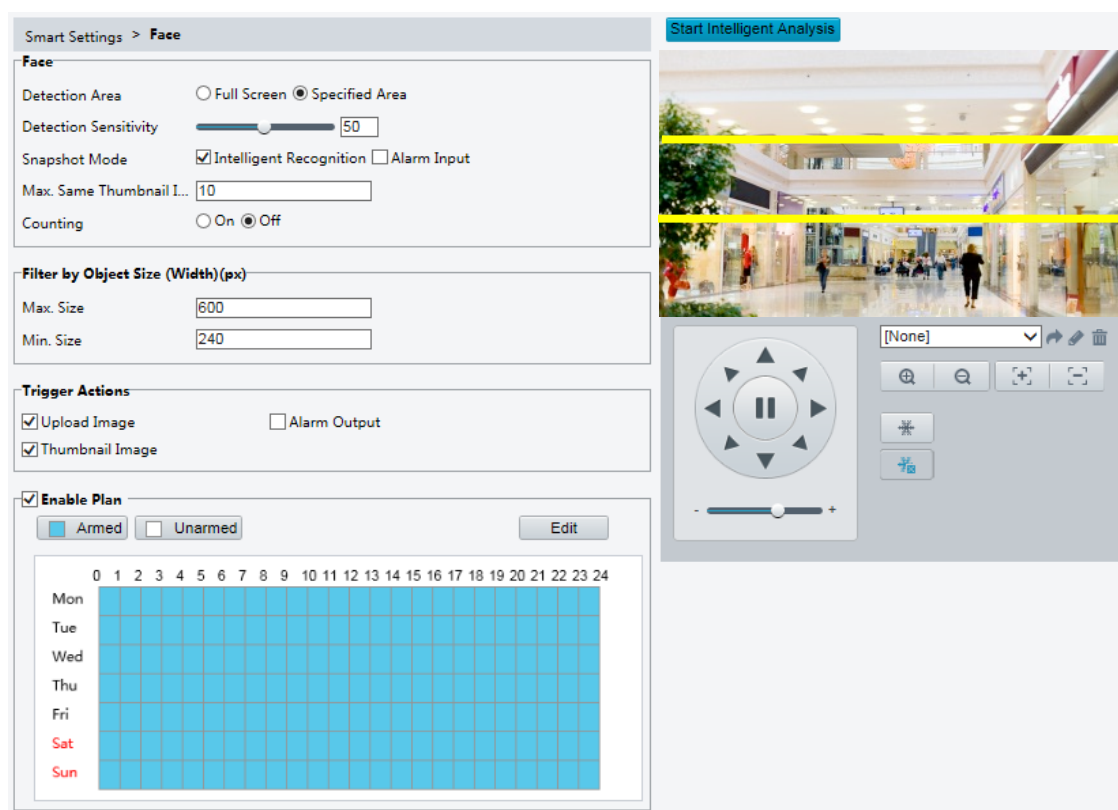 Smart Settings > Face
Face
Detection Area Full Screen Specified Area
Detection Sensitivity 50
Snapshot Mode Intelligent Recognition Alarm Input
Max. Same Thumbnail I... 10
Counting On Off
Filter by Object Size (Width)(px)
Max. Size 600
Min. Size 240
Trigger Actions
Upload Image Alarm Output
Thumbnail Image
Enable Plan
Armed Unarmed Edit
0 1 2 3 4 5 6 7 8 9 10 11 12 13 14 15 16 17 18 19 20 21 22 23 24
Mon
Tue
Wed
Thu
Fri
Sat
Sun
Start Intelligent Analysis
[None]
- +